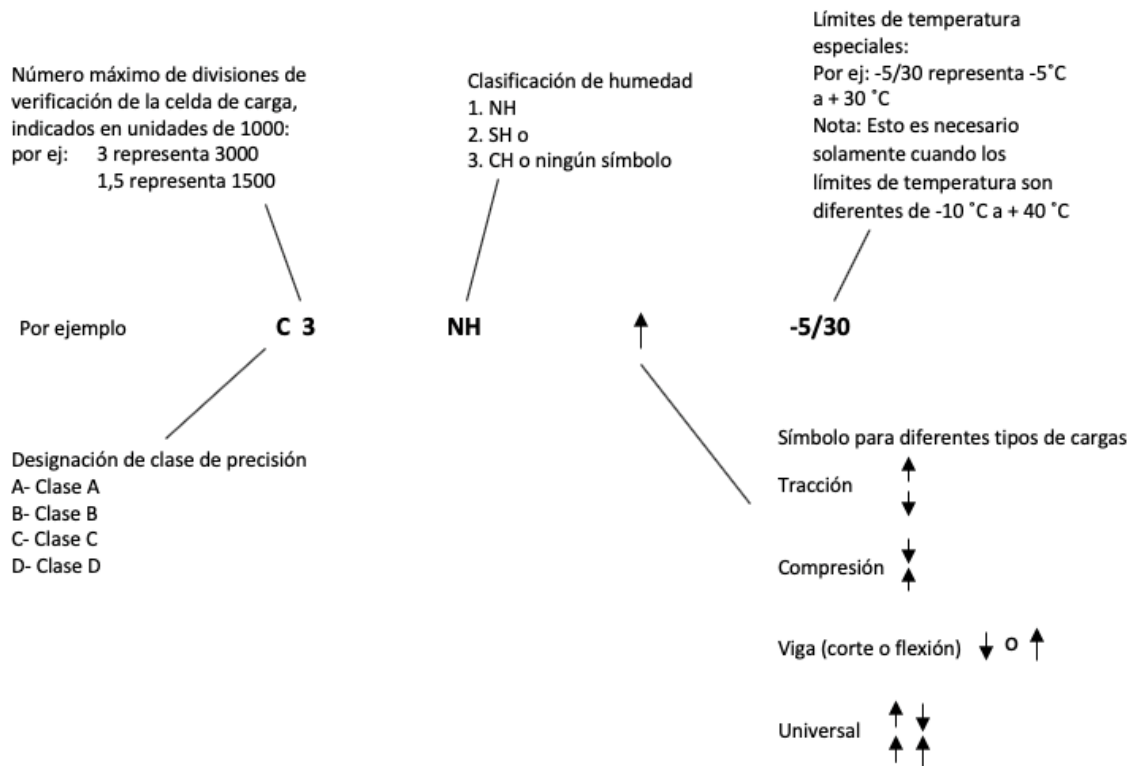 Número máximo de divisiones de
verificación de la celda de carga,
indicados en unidades de 1000:
por ej: 3 representa 3000
1,5 representa 1500
Clasificación de humedad
1. NH
2. SH o
3. CH o ningún símbolo
Límites de temperatura
especiales:
Por ej: -5/30 representa -5˚C
a + 30 ˚C
Nota: Esto es necesario
solamente cuando los
límites de temperatura son
diferentes de -10 ˚C a + 40 ˚C
Por ejemplo C 3 NH ↑ -5/30
Designación de clase de precisión
A- Clase A
B- Clase B
C- Clase C
D- Clase D
Símbolo para diferentes tipos de cargas
Tracción ↑ ↓
Compresión ↓ ↑
Viga (corte o flexión) ↓ O ↑
Universal ↑ ↓ ↑ ↑